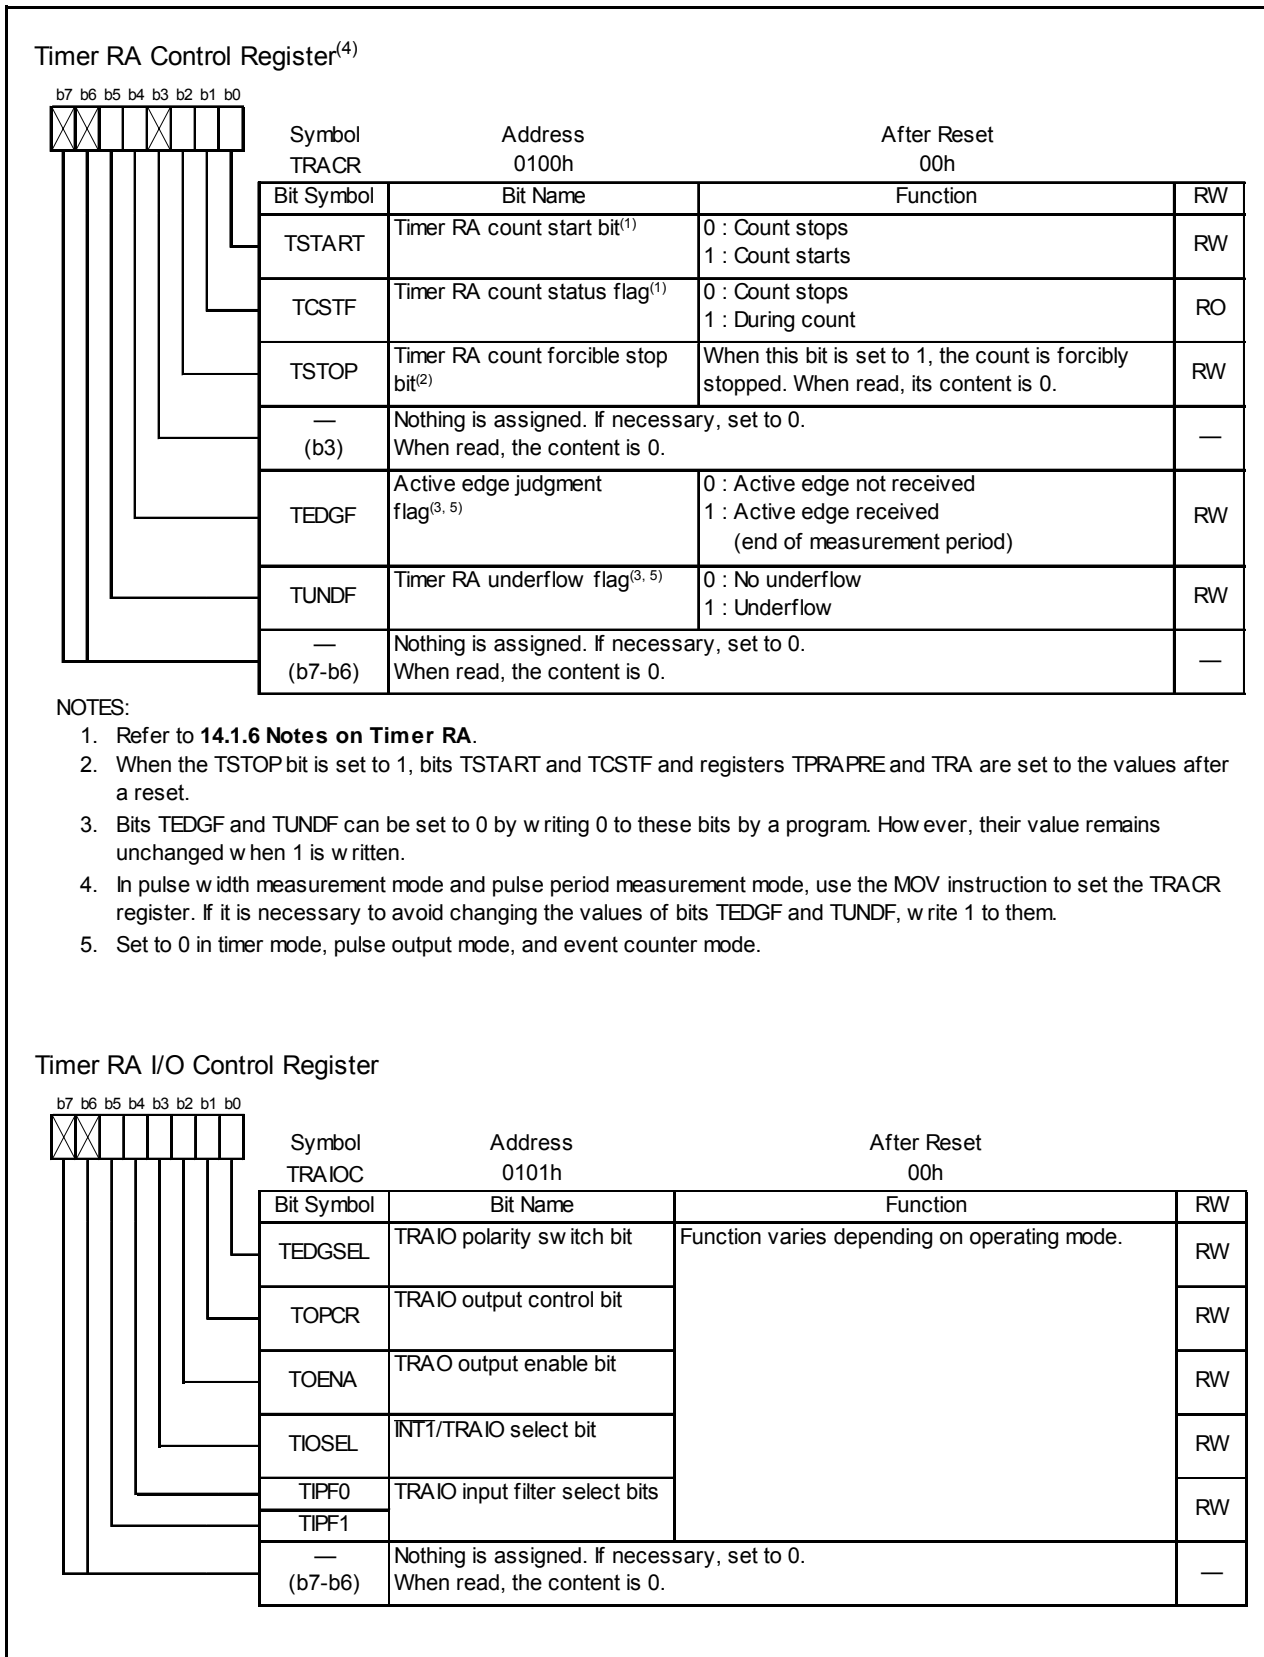 Timer RA Control Register(4)
b7 b6 b5 b4 b3 b2 b1 b0
Symbol Address After Reset
TRACR 0100h 00h
Bit Symbol Bit Name Function RW
TSTART Timer RA count start bit(1) 0 : Count stops RW
1 : Count starts
TCSTF Timer RA count status flag(1) 0 : Count stops RO
1 : During count
TSTOP Timer RA count forcible stop When this bit is set to 1, the count is forcibly RW
bit(2) stopped. When read, its content is 0.
— Nothing is assigned. If necessary, set to 0. —
(b3) When read, the content is 0.
TEDGF Active edge judgment 0 : Active edge not received RW
flag(3, 5) 1 : Active edge received
(end of measurement period)
TUNDF Timer RA underflow flag(3, 5) 0 : No underflow RW
1 : Underflow
— Nothing is assigned. If necessary, set to 0. —
(b7-b6) When read, the content is 0.
NOTES:
1. Refer to 14.1.6 Notes on Timer RA.
2. When the TSTOP bit is set to 1, bits TSTART and TCSTF and registers TPRAPRE and TRA are set to the values after
a reset.
3. Bits TEDGF and TUNDF can be set to 0 by writing 0 to these bits by a program. However, their value remains
unchanged when 1 is written.
4. In pulse width measurement mode and pulse period measurement mode, use the MOV instruction to set the TRACR
register. If it is necessary to avoid changing the values of bits TEDGF and TUNDF, write 1 to them.
5. Set to 0 in timer mode, pulse output mode, and event counter mode.
Timer RA I/O Control Register
b7 b6 b5 b4 b3 b2 b1 b0
Symbol Address After Reset
TRAIOC 0101h 00h
Bit Symbol Bit Name Function RW
TEDGSEL TRAIO polarity switch bit Function varies depending on operating mode. RW
TOPCR TRAIO output control bit RW
TOENA TRAO output enable bit RW
TIOSEL INT1/TRAIO select bit RW
TIPF0 TRAIO input filter select bits RW
TIPF1
— Nothing is assigned. If necessary, set to 0. —
(b7-b6) When read, the content is 0.